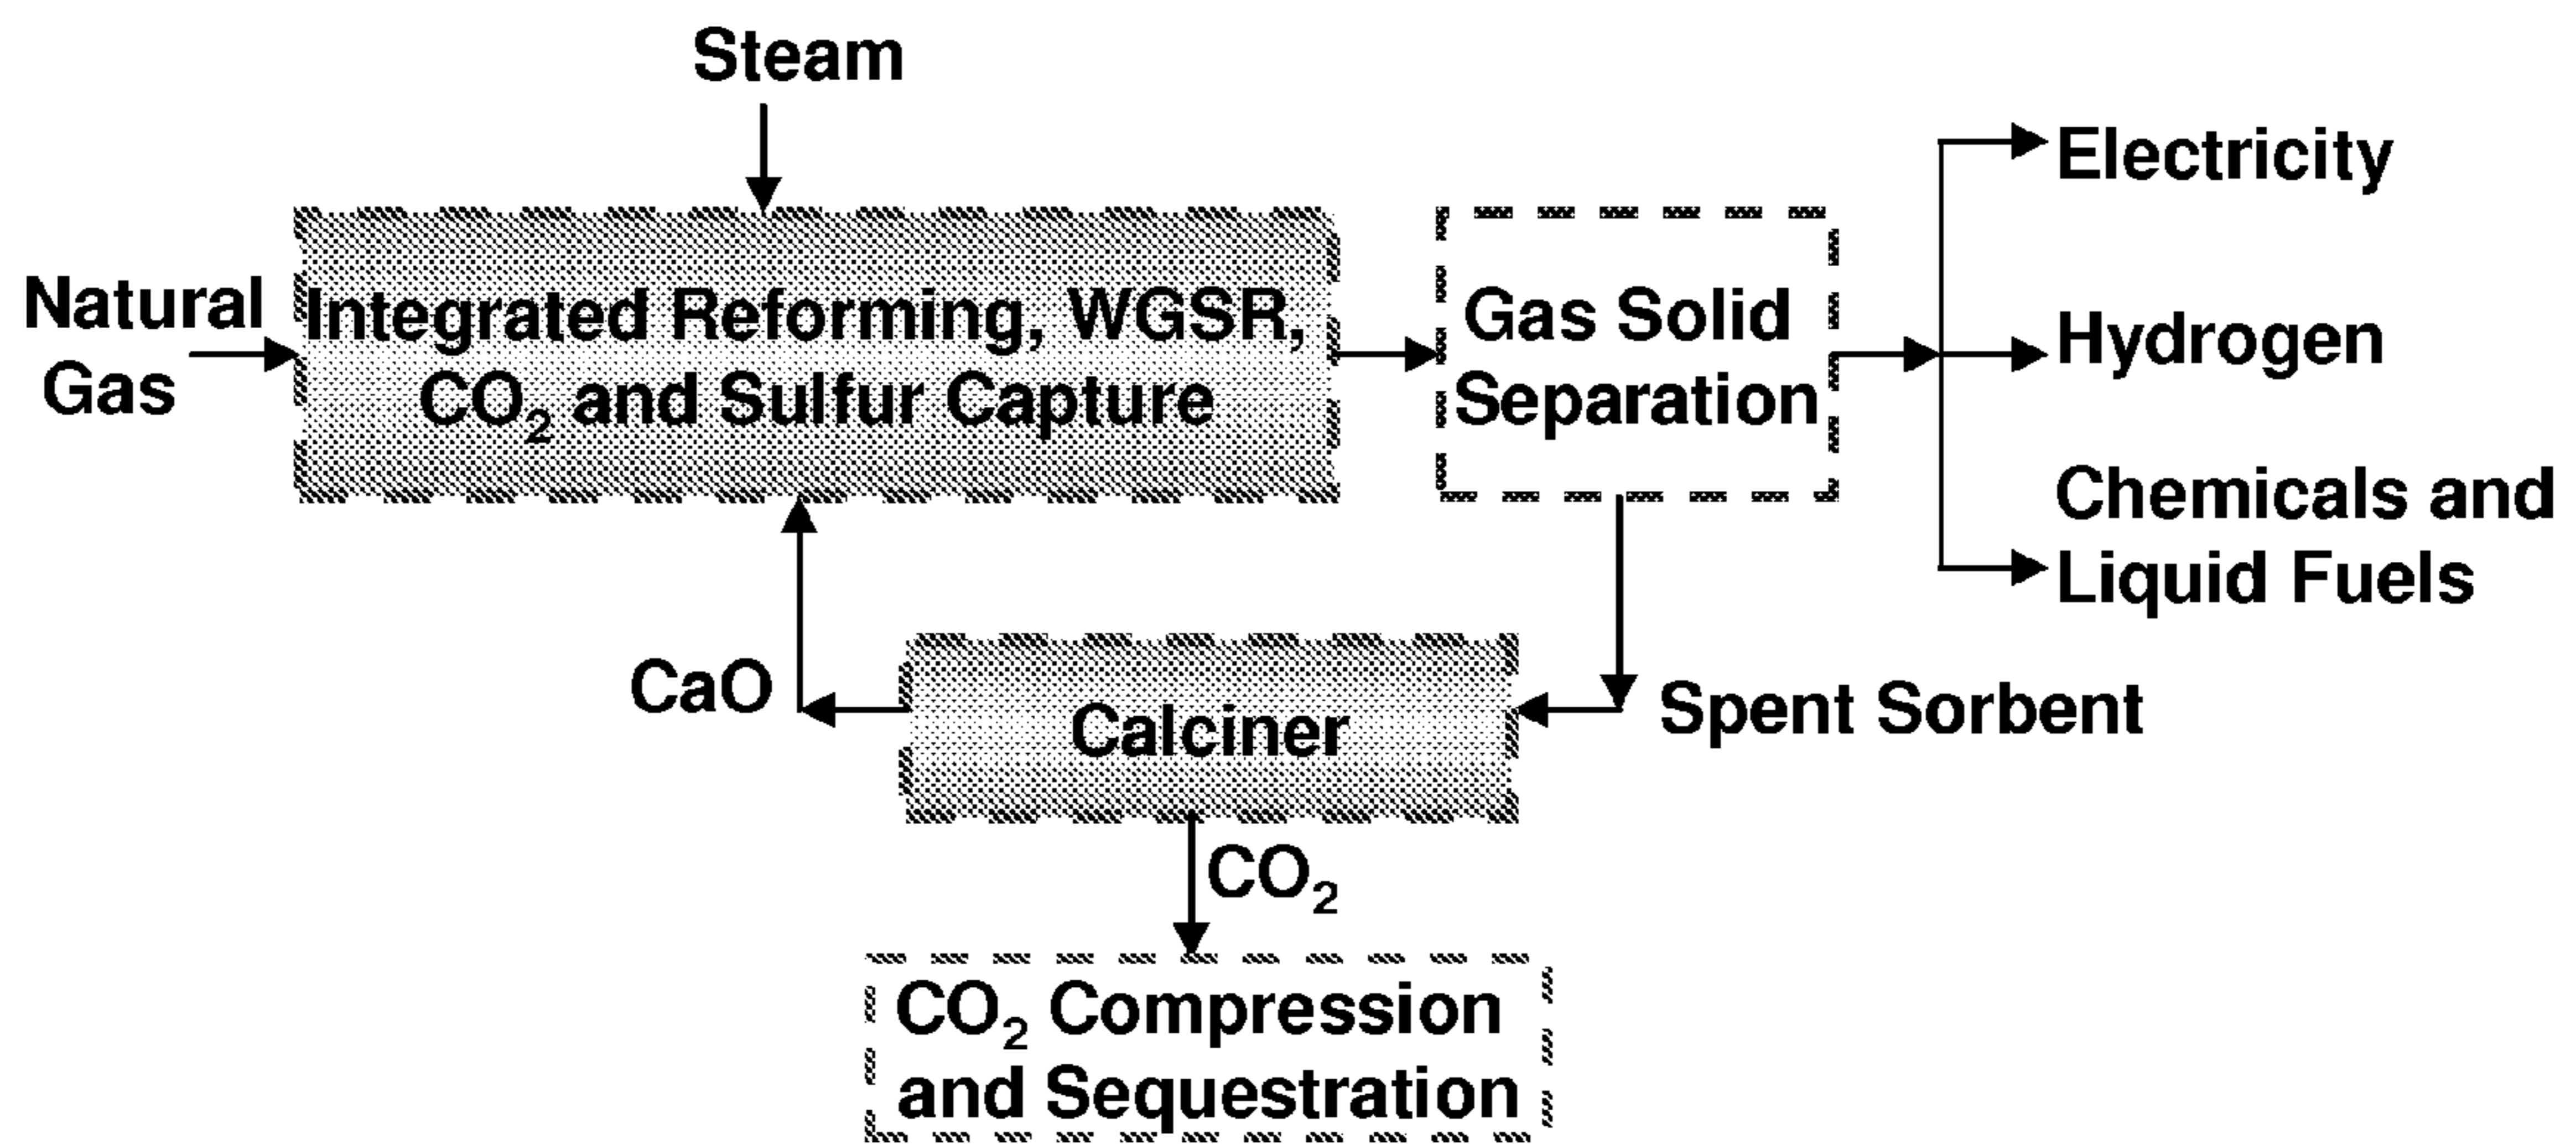 Steam
Natural
Gas
Integrated Reforming, WGSR,
CO₂ and Sulfur Capture
Gas Solid
Separation
Electricity
Hydrogen
Chemicals and
Liquid Fuels
CaO
Calciner
Spent Sorbent
CO₂
CO₂ Compression
and Sequestration